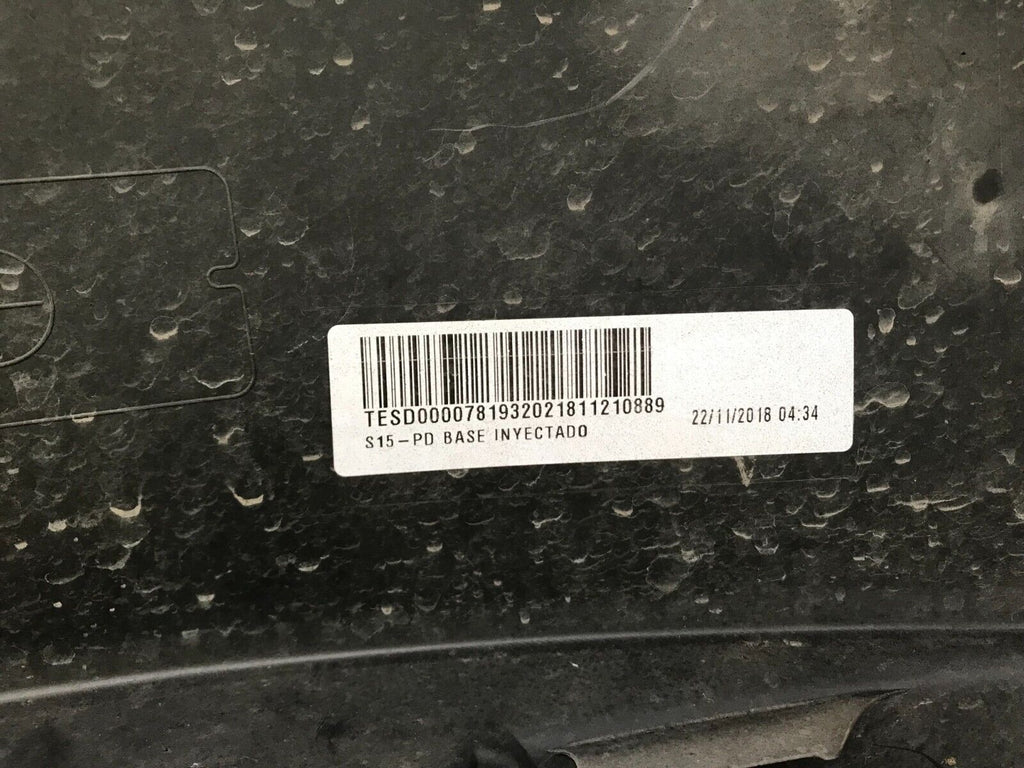 TESD0000781932021811210889
22/11/2018 04:34
S15-PD BASE INYECTADO